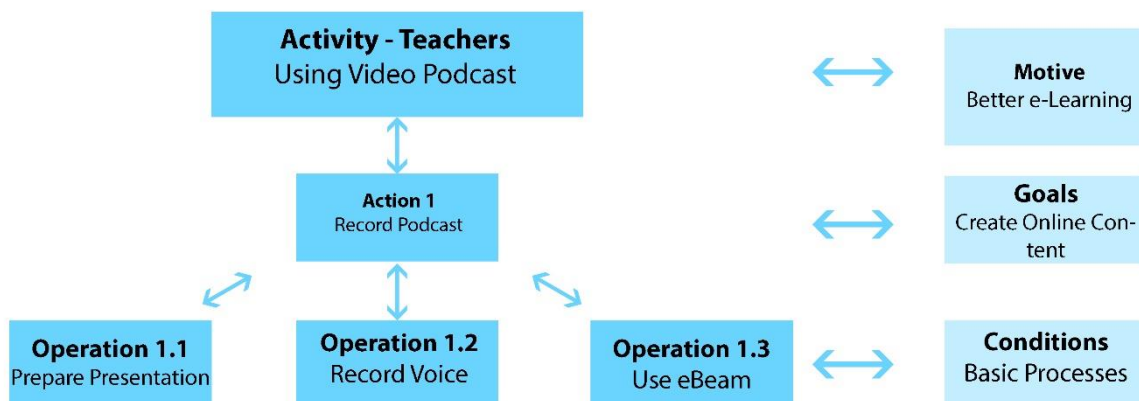 Activity - Teachers
Using Video Podcast
Motive
Better e-Learning
Action 1
Record Podcast
Goals
Create Online Con-
tent
Operation 1.1
Prepare Presentation
Operation 1.2
Record Voice
Operation 1.3
Use eBeam
Conditions
Basic Processes